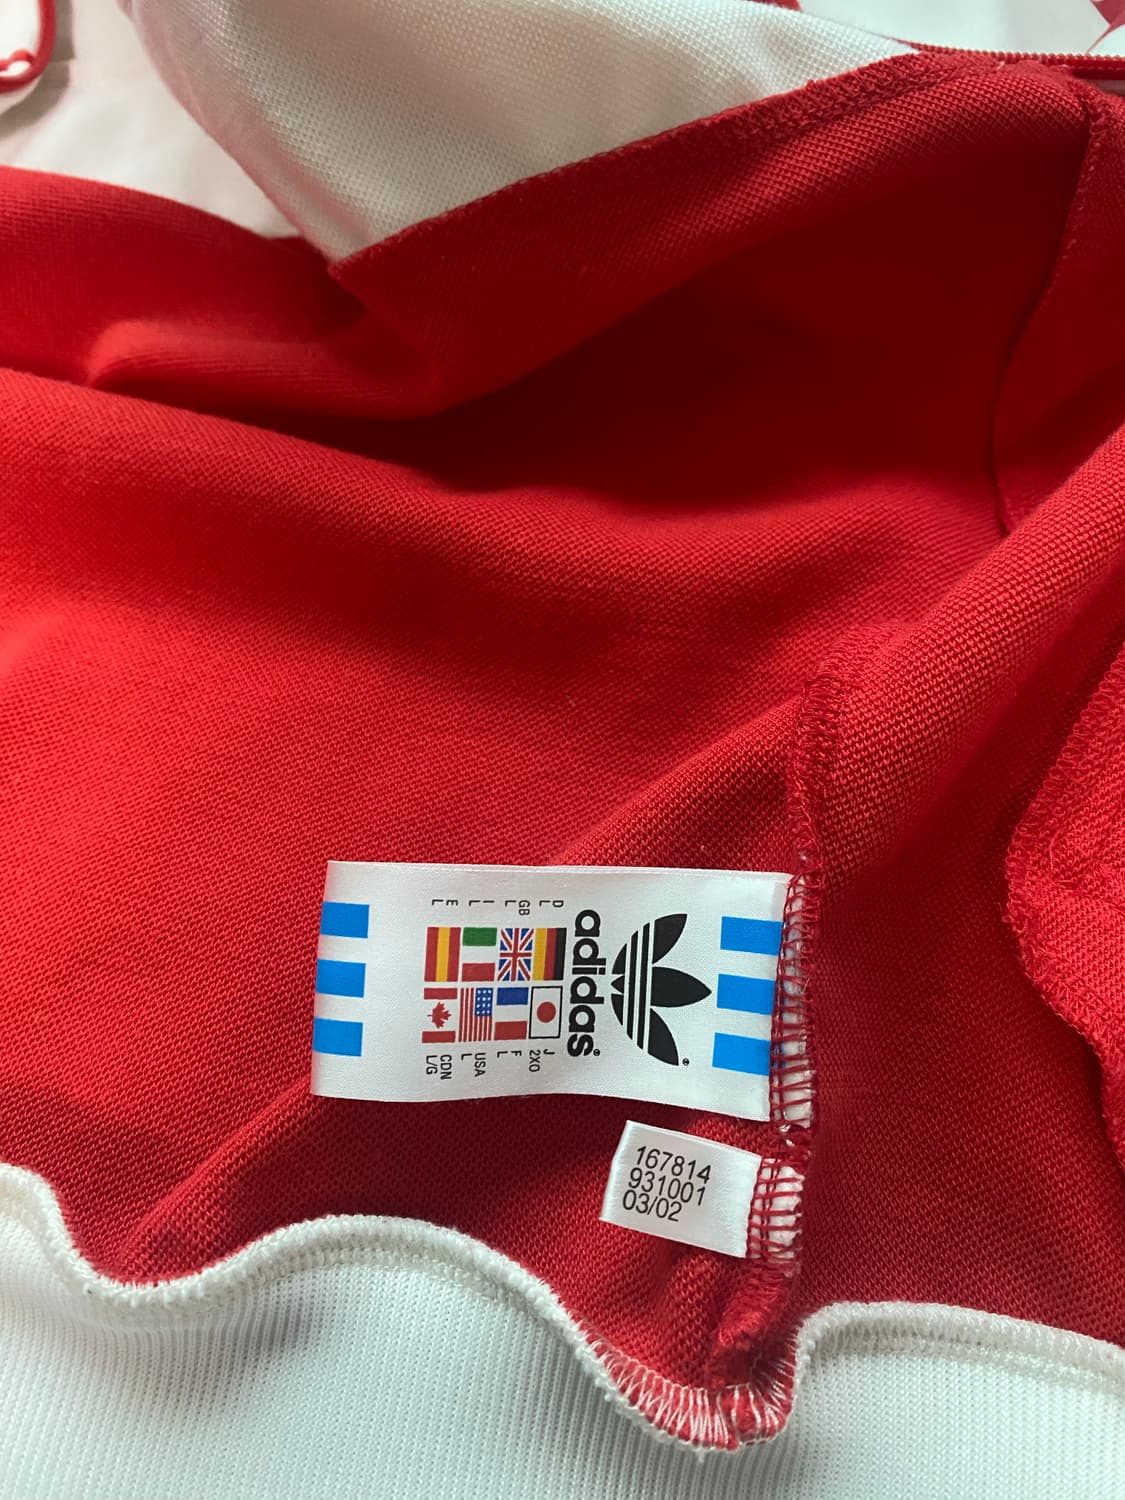 adidas®
®
D
L
GB
L
I
L
E
L
J
2XO
F
L
USA
L
CDN
L/G
167814
931001
03/02